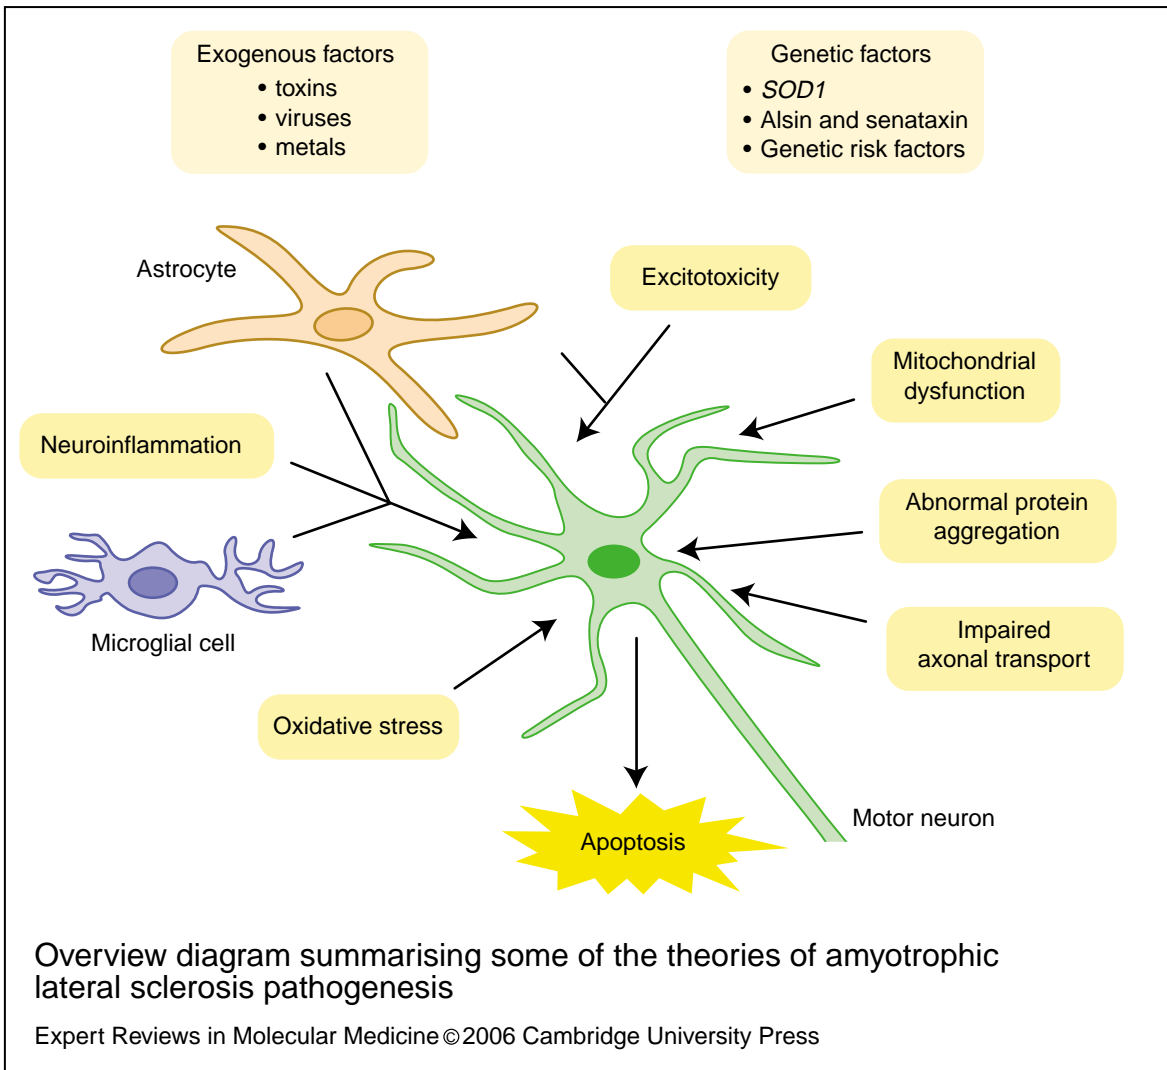 Exogenous factors
• toxins
• viruses
• metals
Genetic factors
• SOD1
• Alsin and senataxin
• Genetic risk factors
Astrocyte
Excitotoxicity
Mitochondrial
dysfunction
Neuroinflammation
Abnormal protein
aggregation
Microglial cell
Impaired
axonal transport
Oxidative stress
Motor neuron
Apoptosis
Overview diagram summarising some of the theories of amyotrophic
lateral sclerosis pathogenesis
Expert Reviews in Molecular Medicine © 2006 Cambridge University Press